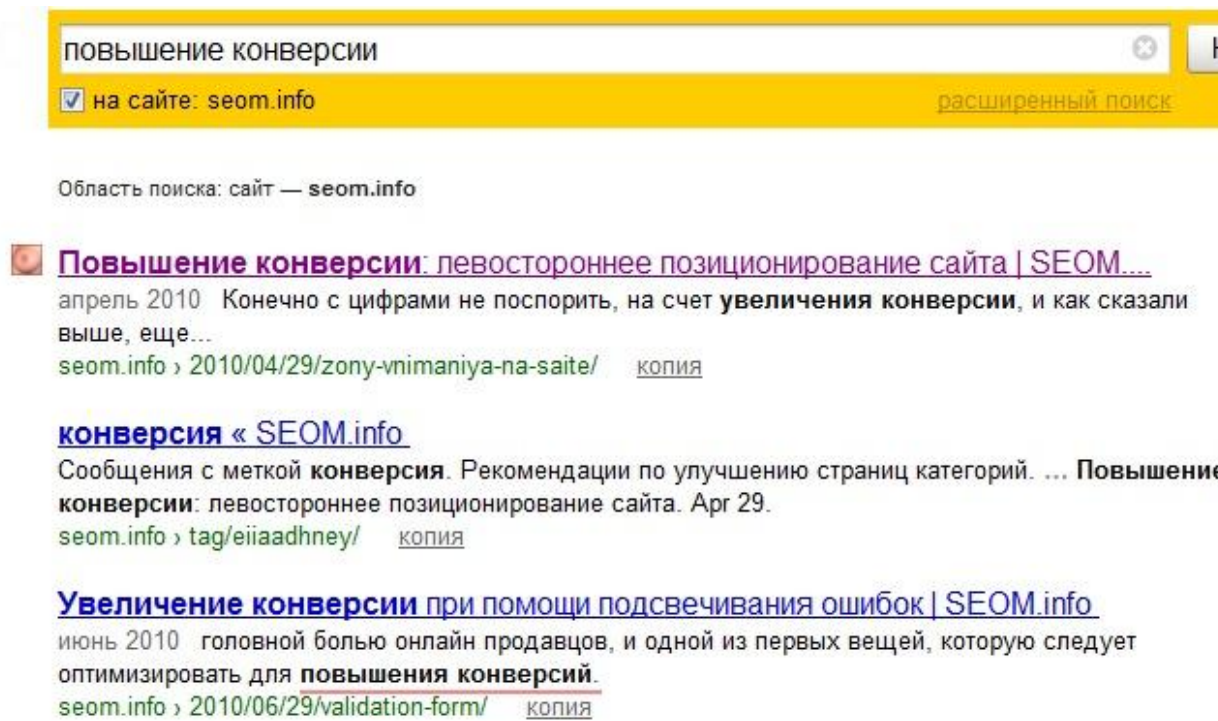 повышение конверсии
на сайте: seom.info расширенный поиск
Область поиска: сайт — seom.info
Повышение конверсии: левостороннее позиционирование сайта | SEOM....
апрель 2010 Конечно с цифрами не поспорить, на счет увеличения конверсии, и как сказали
выше, еще...
seom.info › 2010/04/29/zony-vnimaniya-na-saite/ копия
конверсия « SEOM.info
Сообщения с меткой конверсия. Рекомендации по улучшению страниц категорий. ... Повышение
конверсии: левостороннее позиционирование сайта. Apr 29.
seom.info › tag/eiiaadhney/ копия
Увеличение конверсии при помощи подсвечивания ошибок | SEOM.info
июнь 2010 головной болью онлайн продавцов, и одной из первых вещей, которую следует
оптимизировать для повышения конверсий.
seom.info › 2010/06/29/validation-form/ копия